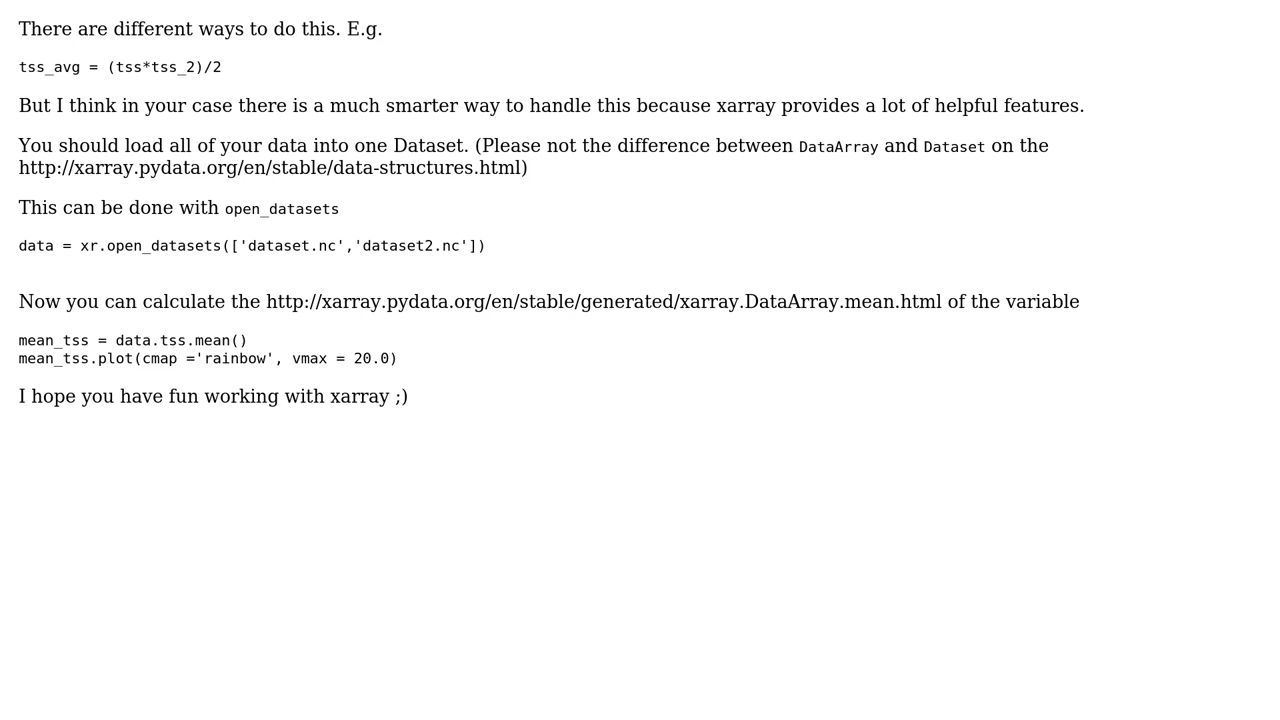 There are different ways to do this. E.g.
tss_avg = (tss*tss_2)/2
But I think in your case there is a much smarter way to handle this because xarray provides a lot of helpful features.
You should load all of your data into one Dataset. (Please not the difference between DataArray and Dataset on the
http://xarray.pydata.org/en/stable/data-structures.html)
This can be done with open_datasets
data = xr.open_datasets(['dataset.nc','dataset2.nc'])
Now you can calculate the http://xarray.pydata.org/en/stable/generated/xarray.DataArray.mean.html of the variable
mean_tss = data.tss.mean()
mean_tss.plot(cmap ='rainbow', vmax = 20.0)
I hope you have fun working with xarray ;)